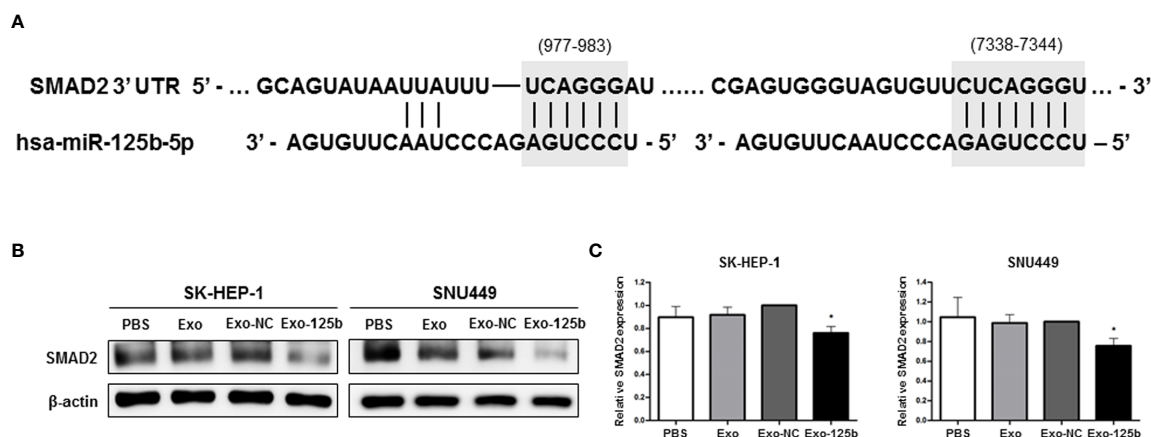 A
(977-983) (7338-7344)
SMAD2 3’ UTR 5’ - ... GCAGUAUAAUUAUUU — UCAGGGAU ...... CGAGUGGGUAGUGUUCUCAGGGU ... - 3’
hsa-miR-125b-5p 3’ - AGUGUUCAAUCCCAGAGUCCCU - 5’ 3’ - AGUGUUCAAUCCCAGAGUCCCU – 5’
B
SK-HEP-1 SNU449
PBS Exo Exo-NC Exo-125b PBS Exo Exo-NC Exo-125b
SMAD2
β-actin
C
SK-HEP-1
Relative SMAD2 expression
1.2
1.0
0.8
0.6
0.4
0.2
0.0
*
PBS Exo Exo-NC Exo-125b
SNU449
Relative SMAD2 expression
1.4
1.2
1.0
0.8
0.6
0.4
0.2
0.0
*
PBS Exo Exo-NC Exo-125b